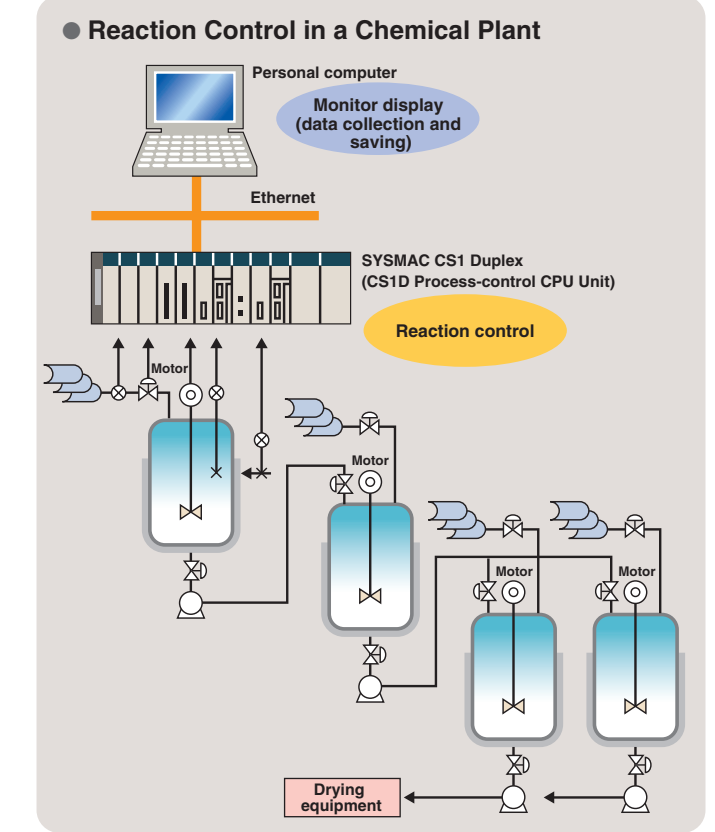 ● Reaction Control in a Chemical Plant
Personal computer
Monitor display
(data collection and
saving)
Ethernet
SYSMAC CS1 Duplex
(CS1D Process-control CPU Unit)
Reaction control
Motor
Motor
Motor
Motor
Drying
equipment